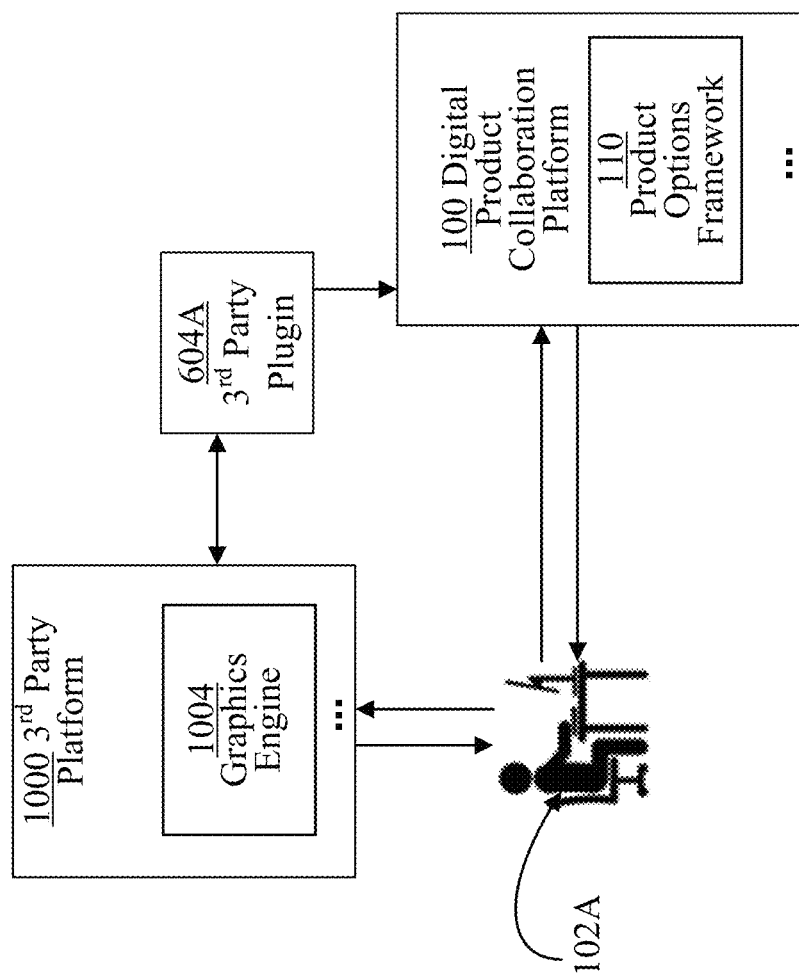 1000 3rd Party
Platform
1004
Graphics
Engine
...
604A
3rd Party
Plugin
100 Digital
Product
Collaboration
Platform
110
Product
Options
Framework
...
102A